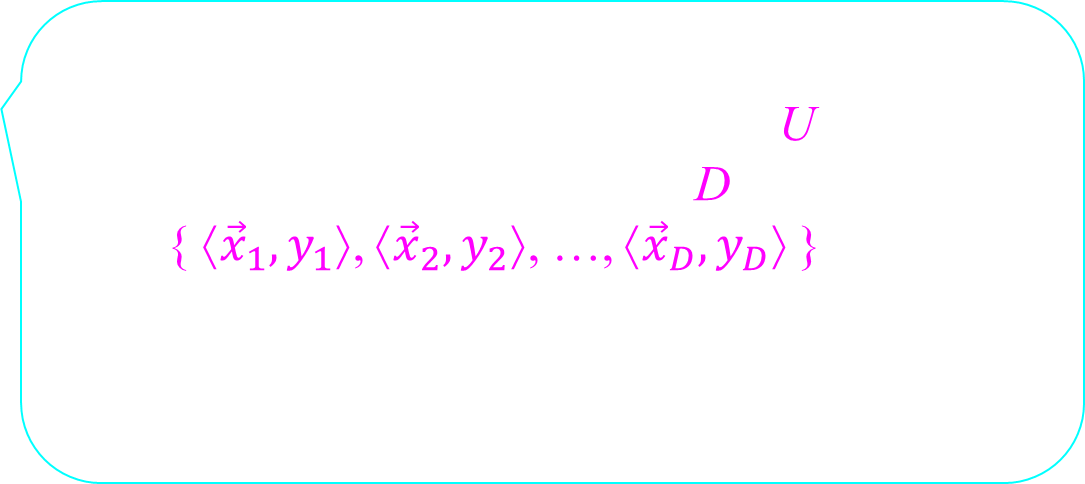 U
D
{ ⟨x⃗₁, y₁⟩, ⟨x⃗₂, y₂⟩, …, ⟨x⃗_D, y_D⟩ }